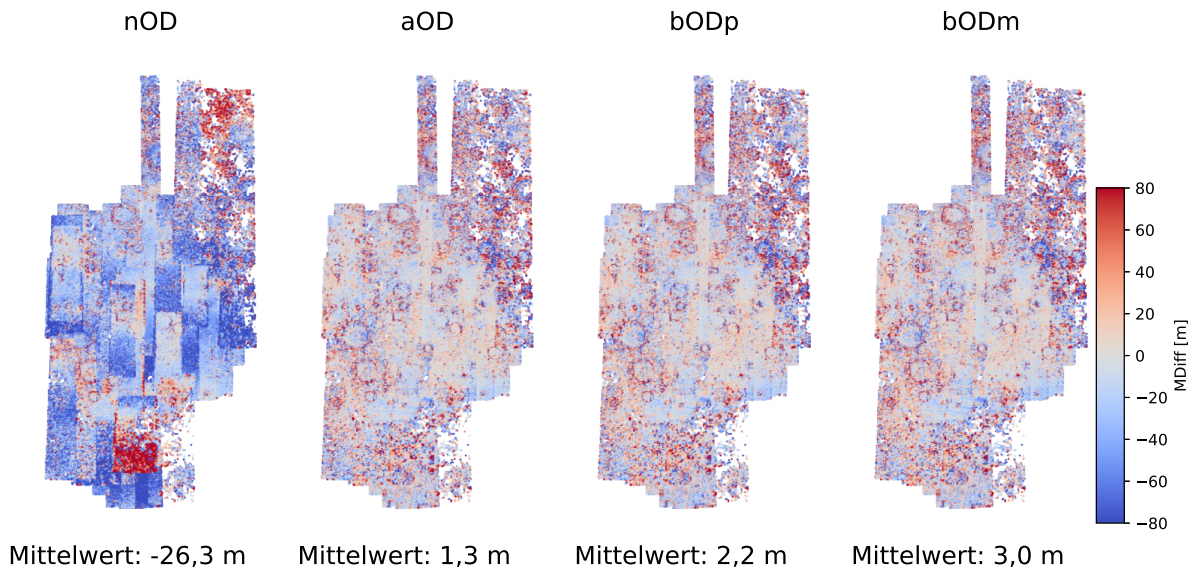 nOD
aOD
bODp
bODm
80
60
40
20
0
−20
−40
−60
−80
MDiff [m]
Mittelwert: -26,3 m
Mittelwert: 1,3 m
Mittelwert: 2,2 m
Mittelwert: 3,0 m